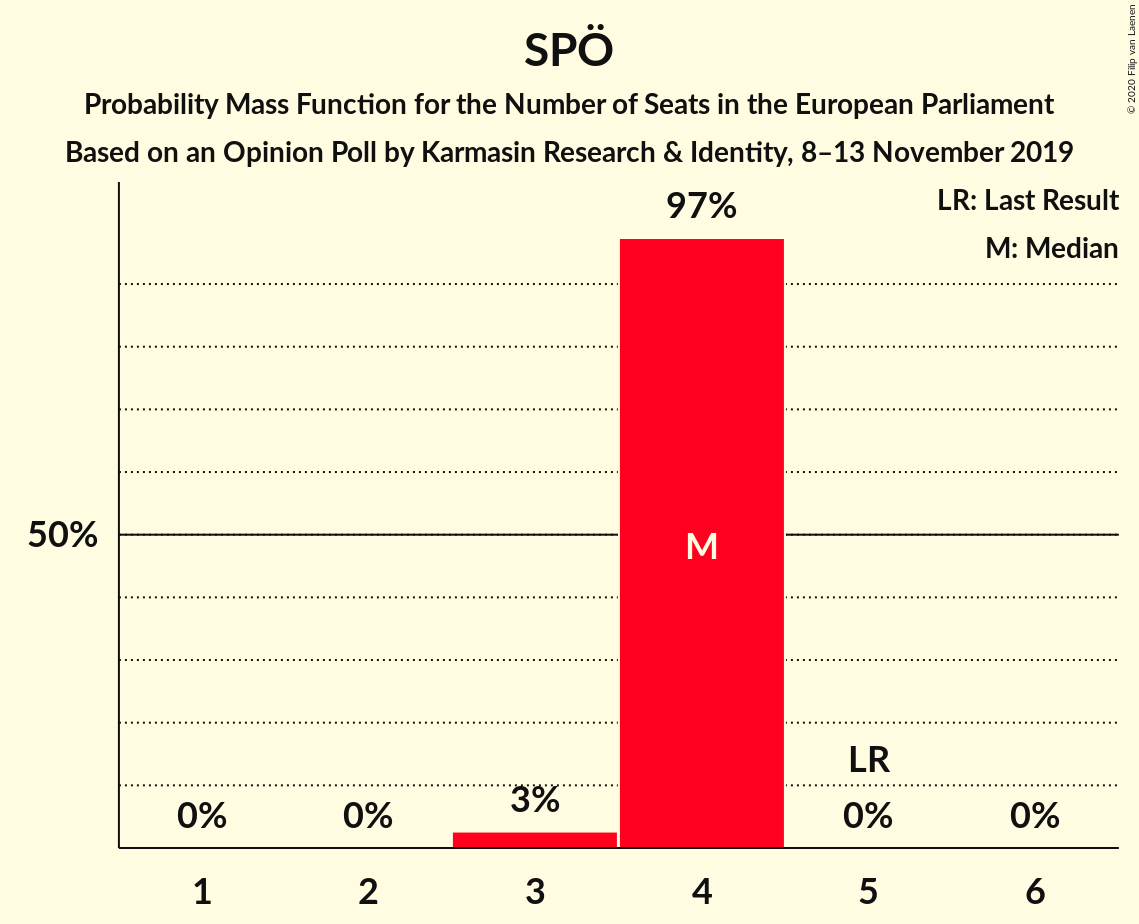 SPÖ
Probability Mass Function for the Number of Seats in the European Parliament
Based on an Opinion Poll by Karmasin Research & Identity, 8–13 November 2019
© 2020 Filip van Laenen
LR: Last Result
M: Median
97%
50%
M
LR
0% 0% 3% 0% 0%
1 2 3 4 5 6